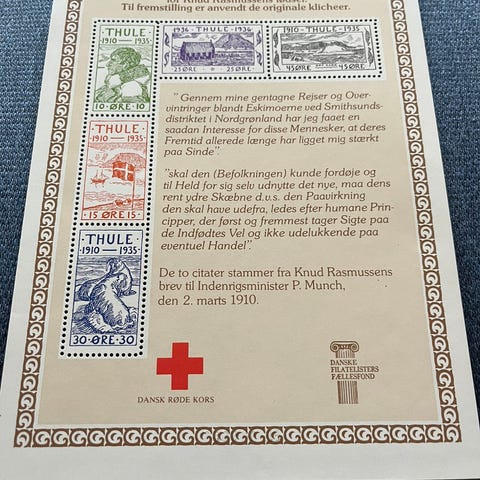 for Knud Rasmussens fødsel.
Til fremstilling er anvendt de originale klicheer.
THULE
1910 1935
10 ØRE 10
1936 THULE 1936
25 ØRE 25 ØRE
THULE
1910 1935
45 ØRE 45 ØRE
THULE
1910 1935
15 ØRE 15
THULE
1910 1935
30 ØRE 30
"Gennem mine gentagne Rejser og Over-
vintringer blandt Eskimoerne ved Smithsunds-
distriktet i Nordgrønland har jeg faaet en
saadan Interesse for disse Mennesker, at deres
Fremtid allerede længe har ligget mig stærkt
paa Sinde".
"skal den (Befolkningen) kunde fordøje og
til Held for sig selv udnytte det nye, maa dens
rent ydre Skæbne d.u.s. den Paavirkning
den skal have udefra, ledes efter humane Prin-
cipper, der først og fremmest tager Sigte paa
de Indfødtes Vel og ikke udelukkende paa
eventuel Handel".
De to citater stammer fra Knud Rasmussens
brev til Indenrigsminister P. Munch,
den 2. marts 1910.
DANSK RØDE KORS
DANSKE
FILATELISTERS
FÆLLESFOND